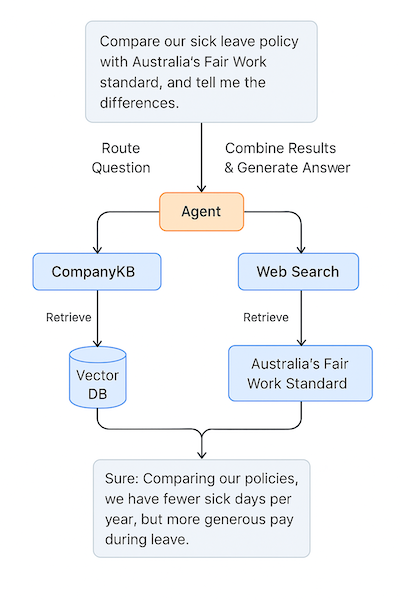 Compare our sick leave policy
with Australia's Fair Work
standard, and tell me the
differences.
Route
Question
Combine Results
& Generate Answer
Agent
CompanyKB
Web Search
Retrieve
Retrieve
Vector
DB
Australia's Fair
Work Standard
Sure: Comparing our policies,
we have fewer sick days per
year, but more generous pay
during leave.